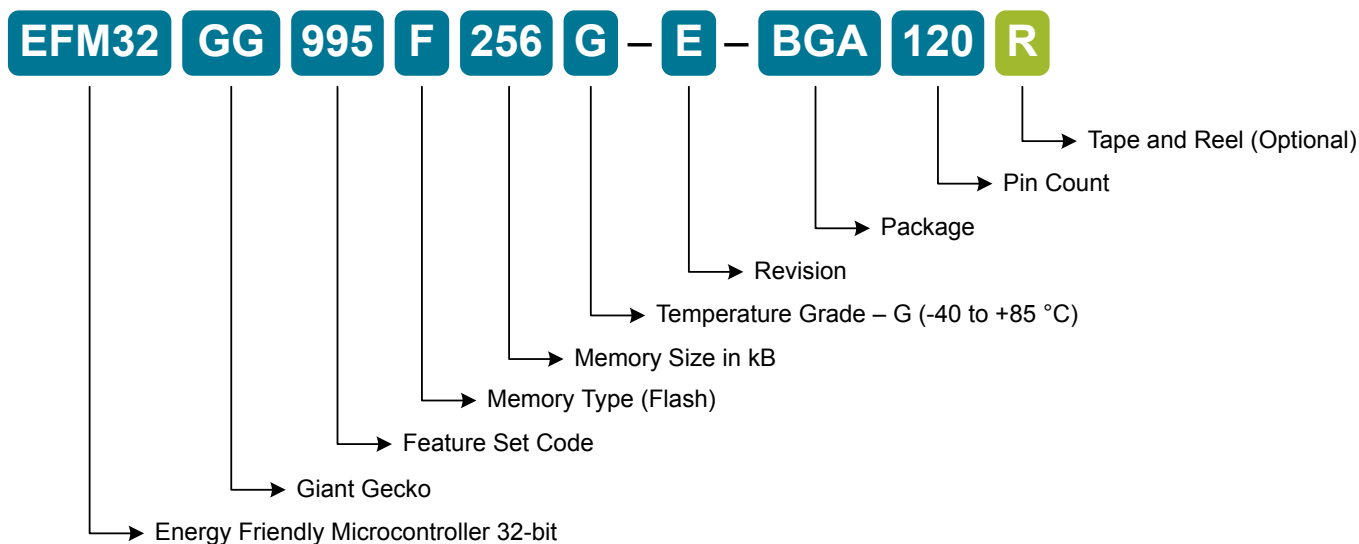 EFM32 GG 995 F 256 G – E – BGA 120 R
Tape and Reel (Optional)
Pin Count
Package
Revision
Temperature Grade – G (-40 to +85 °C)
Memory Size in kB
Memory Type (Flash)
Feature Set Code
Giant Gecko
Energy Friendly Microcontroller 32-bit